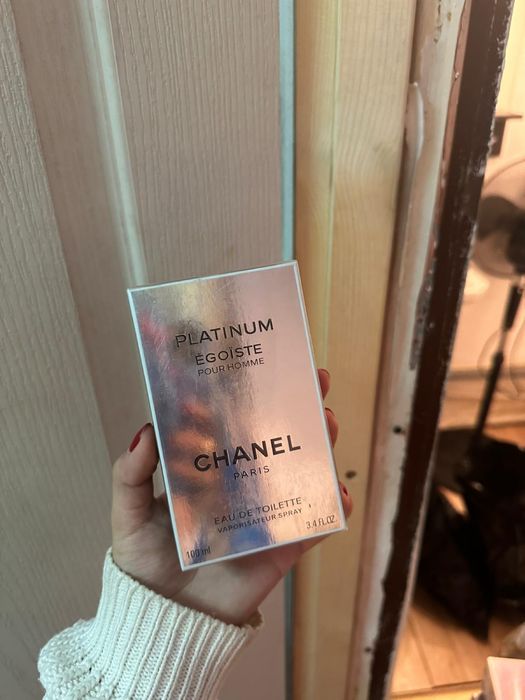 PLATINUM
ÉGOÏSTE
POUR HOMME
CHANEL
PARIS
EAU DE TOILETTE
VAPORISATEUR SPRAY
100 ml 3.4 FL.OZ